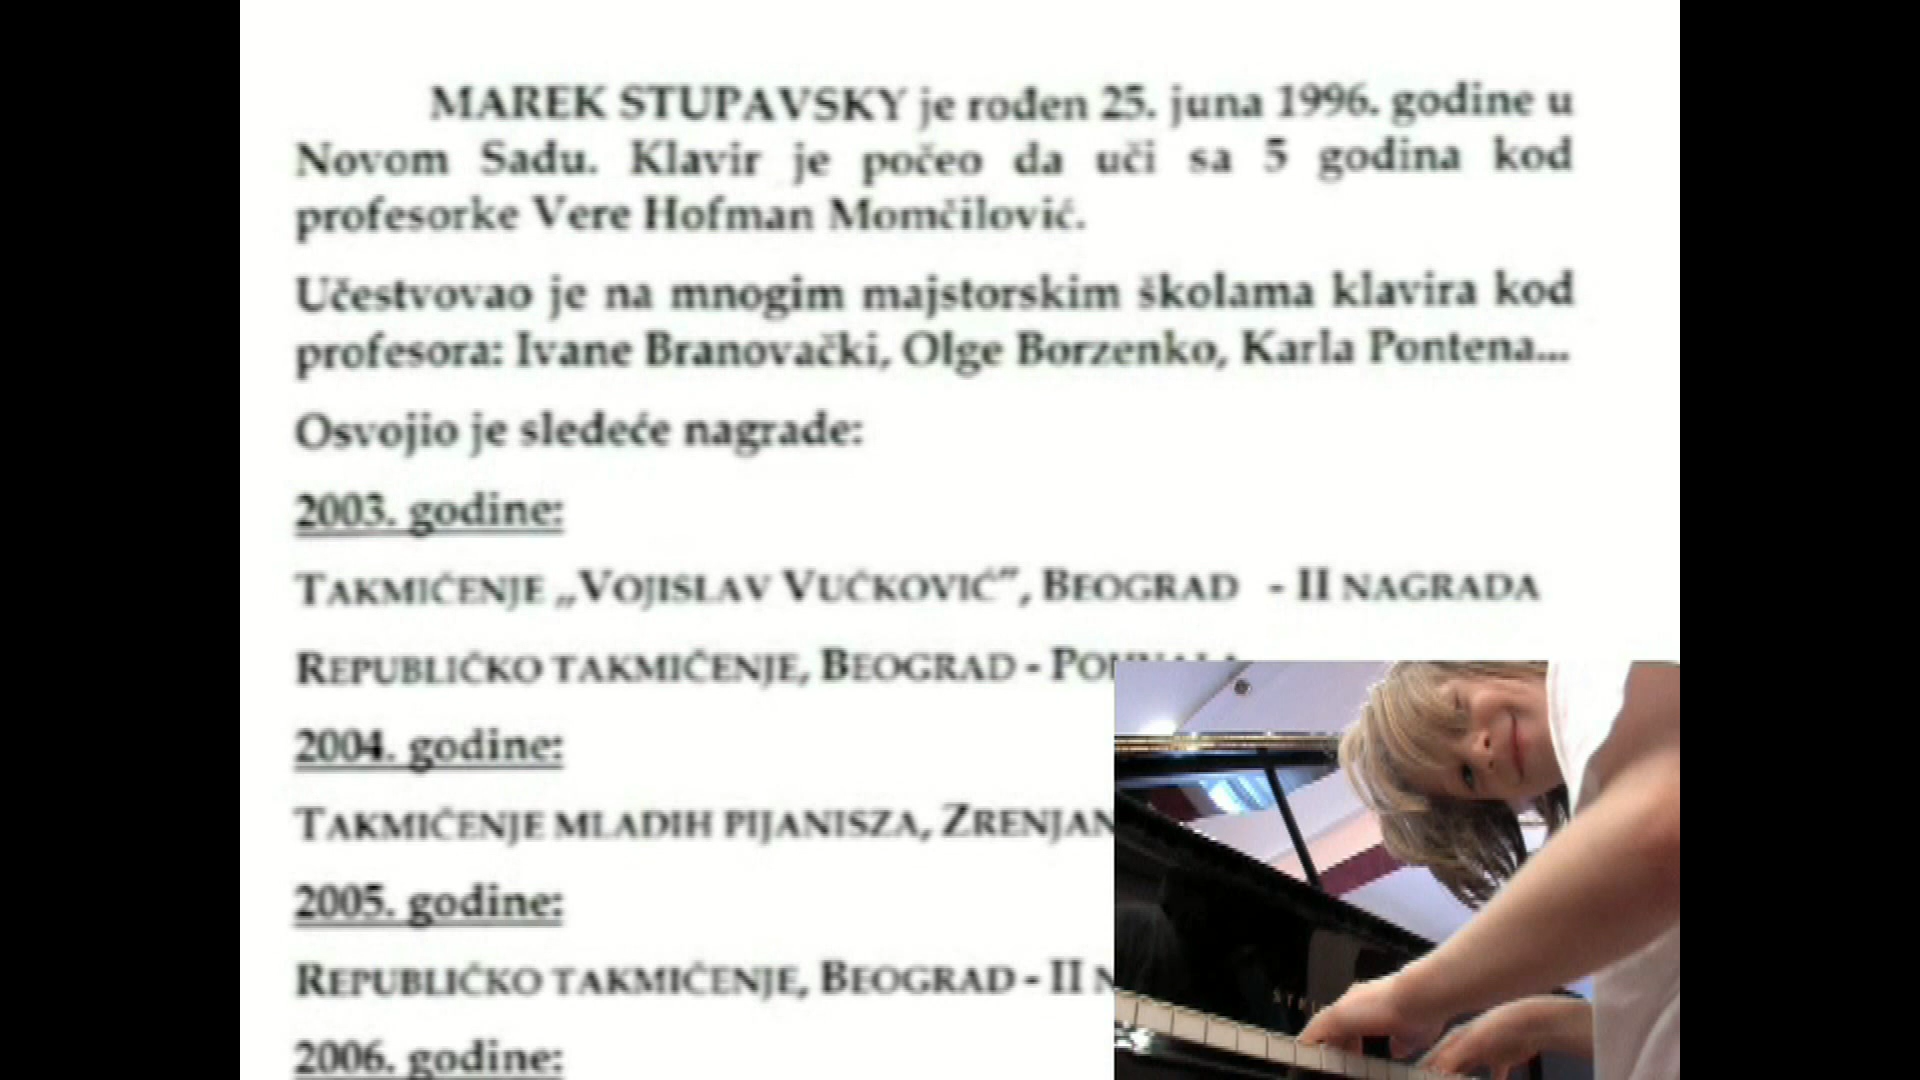 MAREK STUPAVSKY je rođen 25. juna 1996. godine u
Novom Sadu. Klavir je počeo da uči sa 5 godina kod
profesorke Vere Hofman Momčilović.
Učestvovao je na mnogim majstorskim školama klavira kod
profesora: Ivane Branovački, Olge Borzenko, Karla Pontena...
Osvojio je sledeće nagrade:
2003. godine:
TAKMIČENJE „VOJISLAV VUČKOVIĆ”, BEOGRAD - II NAGRADA
REPUBLIČKO TAKMIČENJE, BEOGRAD -
2004. godine:
TAKMIČENJE MLADIH PIJANISZA,
2005. godine:
REPUBLIČKO TAKMIČENJE, BEOGRAD - II
2006. godine: